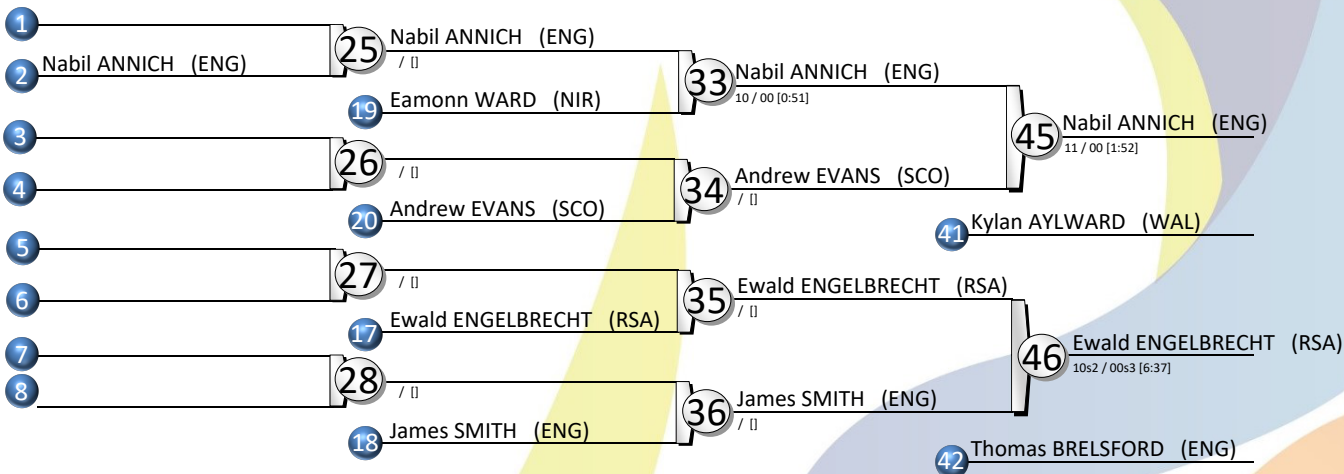 1
2 Nabil ANNICH (ENG)
25 Nabil ANNICH (ENG)
/ []
19 Eamonn WARD (NIR)
33 Nabil ANNICH (ENG)
10 / 00 [0:51]
3
4
26
/ []
20 Andrew EVANS (SCO)
34 Andrew EVANS (SCO)
/ []
45 Nabil ANNICH (ENG)
11 / 00 [1:52]
41 Kylan AYLWARD (WAL)
5
6
27
/ []
17 Ewald ENGELBRECHT (RSA)
35 Ewald ENGELBRECHT (RSA)
/ []
7
8
28
/ []
18 James SMITH (ENG)
36 James SMITH (ENG)
/ []
46 Ewald ENGELBRECHT (RSA)
10s2 / 00s3 [6:37]
42 Thomas BRELSFORD (ENG)